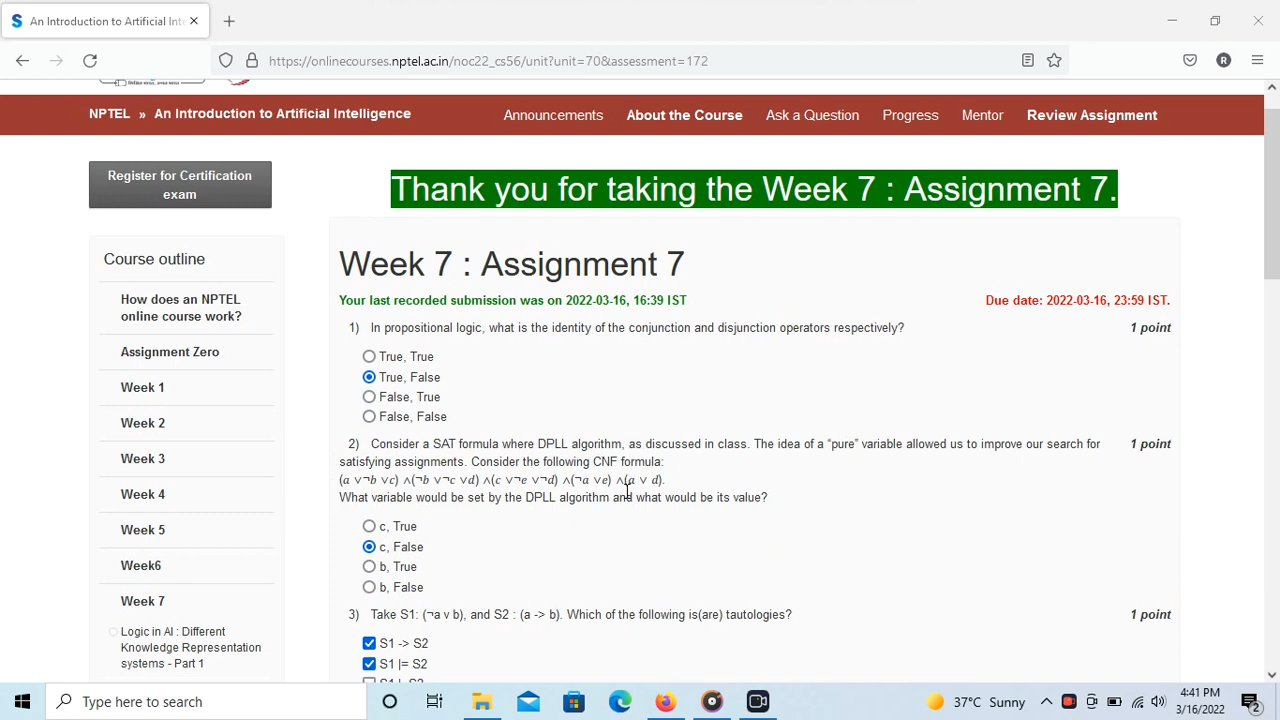 An Introduction to Artificial Inte
https://onlinecourses.nptel.ac.in/noc22_cs56/unit?unit=70&assessment=172
R
NPTEL » An Introduction to Artificial Intelligence
Announcements About the Course Ask a Question Progress Mentor Review Assignment
Register for Certification
exam
Thank you for taking the Week 7 : Assignment 7.
Course outline
How does an NPTEL
online course work?
Assignment Zero
Week 1
Week 2
Week 3
Week 4
Week 5
Week6
Week 7
Logic in AI : Different
Knowledge Representation
systems - Part 1
Week 7 : Assignment 7
Your last recorded submission was on 2022-03-16, 16:39 IST Due date: 2022-03-16, 23:59 IST.
1) In propositional logic, what is the identity of the conjunction and disjunction operators respectively? 1 point
True, True
True, False
False, True
False, False
2) Consider a SAT formula where DPLL algorithm, as discussed in class. The idea of a “pure” variable allowed us to improve our search for 1 point
satisfying assignments. Consider the following CNF formula:
(a ∨¬b ∨c) ∧(¬b ∨¬c ∨d) ∧(c ∨¬e ∨¬d) ∧(¬a ∨e) ∧(a ∨ d).
What variable would be set by the DPLL algorithm and what would be its value?
c, True
c, False
b, True
b, False
3) Take S1: (¬a v b), and S2 : (a -> b). Which of the following is(are) tautologies? 1 point
S1 -> S2
S1 |= S2
Type here to search
37°C Sunny
4:41 PM
3/16/2022
2